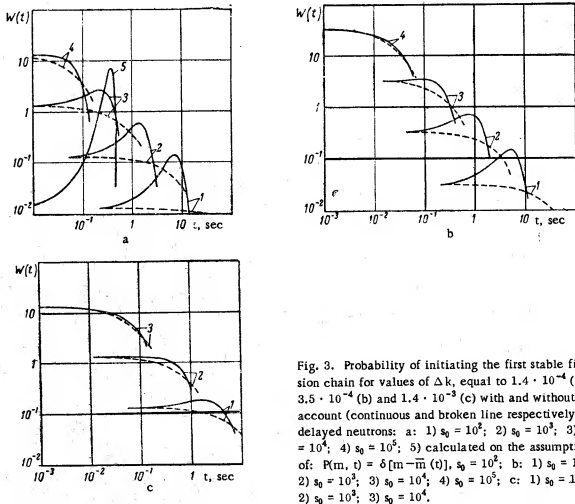 W(t)
10
1
10⁻¹
10⁻²
4
5
3
2
1
10⁻¹ 1 10 t, sec
a
W(t)
10
1
10⁻¹
10⁻²
4
3
2
1
10⁻³ 10⁻² 10⁻¹ 1 10 t, sec
b
W(t)
10
1
10⁻¹
10⁻²
3
2
1
10⁻³ 10⁻² 10⁻¹ 1 t, sec
c
Fig. 3. Probability of initiating the first stable fi
sion chain for values of Δk, equal to 1.4 · 10⁻⁴ (
3.5 · 10⁻⁴ (b) and 1.4 · 10⁻³ (c) with and without
account (continuous and broken line respectively
delayed neutrons: a: 1) s₀ = 10²; 2) s₀ = 10³; 3)
= 10⁴; 4) s₀ = 10⁵; 5) calculated on the assumpti
of: P(m, t) = δ[m−m̅ (t)], s₀ = 10²; b: 1) s₀ = 1
2) s₀ = 10³; 3) s₀ = 10⁴; 4) s₀ = 10⁵; c: 1) s₀ = 1
2) s₀ = 10³; 3) s₀ = 10⁴.